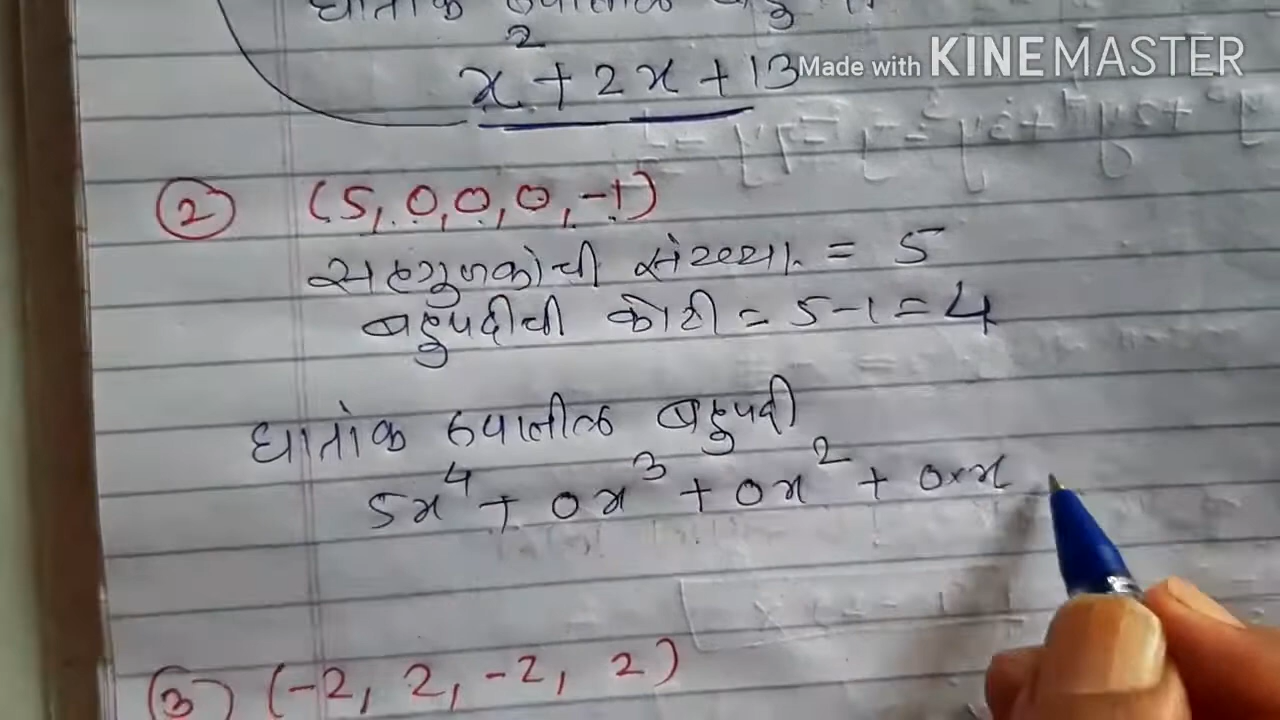 घातांक रूपातील
x² + 2x + 13
Made with KINEMASTER
② (5, 0, 0, 0, -1)
सहगुणकांची संख्या = 5
बहुपदीची कोटी = 5-1 = 4
घातांक रुपातील बहुपदी
5x⁴ + 0x³ + 0x² + 0xx
③ (-2, 2, -2, 2)